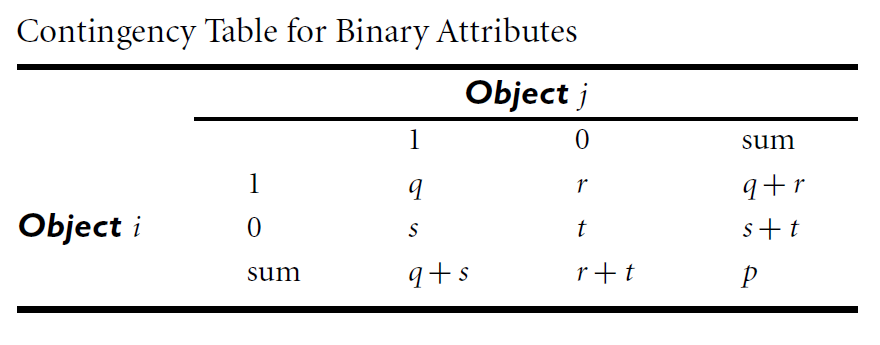 Contingency Table for Binary Attributes
Object j
1 0 sum
1 q r q + r
Object i 0 s t s + t
sum q + s r + t p